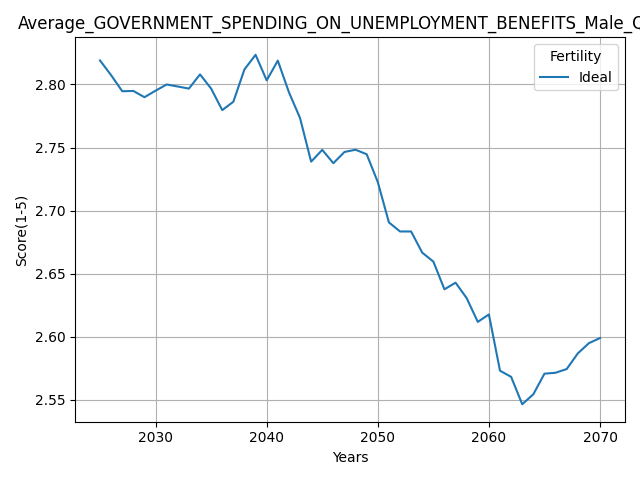 Average_GOVERNMENT_SPENDING_ON_UNEMPLOYMENT_BENEFITS_Male_
Fertility
Ideal
2.80
2.75
2.70
2.65
2.60
2.55
Score(1-5)
2030 2040 2050 2060 2070
Years